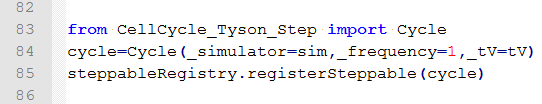 82
83 from CellCycle_Tyson_Step import Cycle
84 cycle=Cycle(_simulator=sim,_frequency=1,_tV=tV)
85 steppableRegistry.registerSteppable(cycle)
86